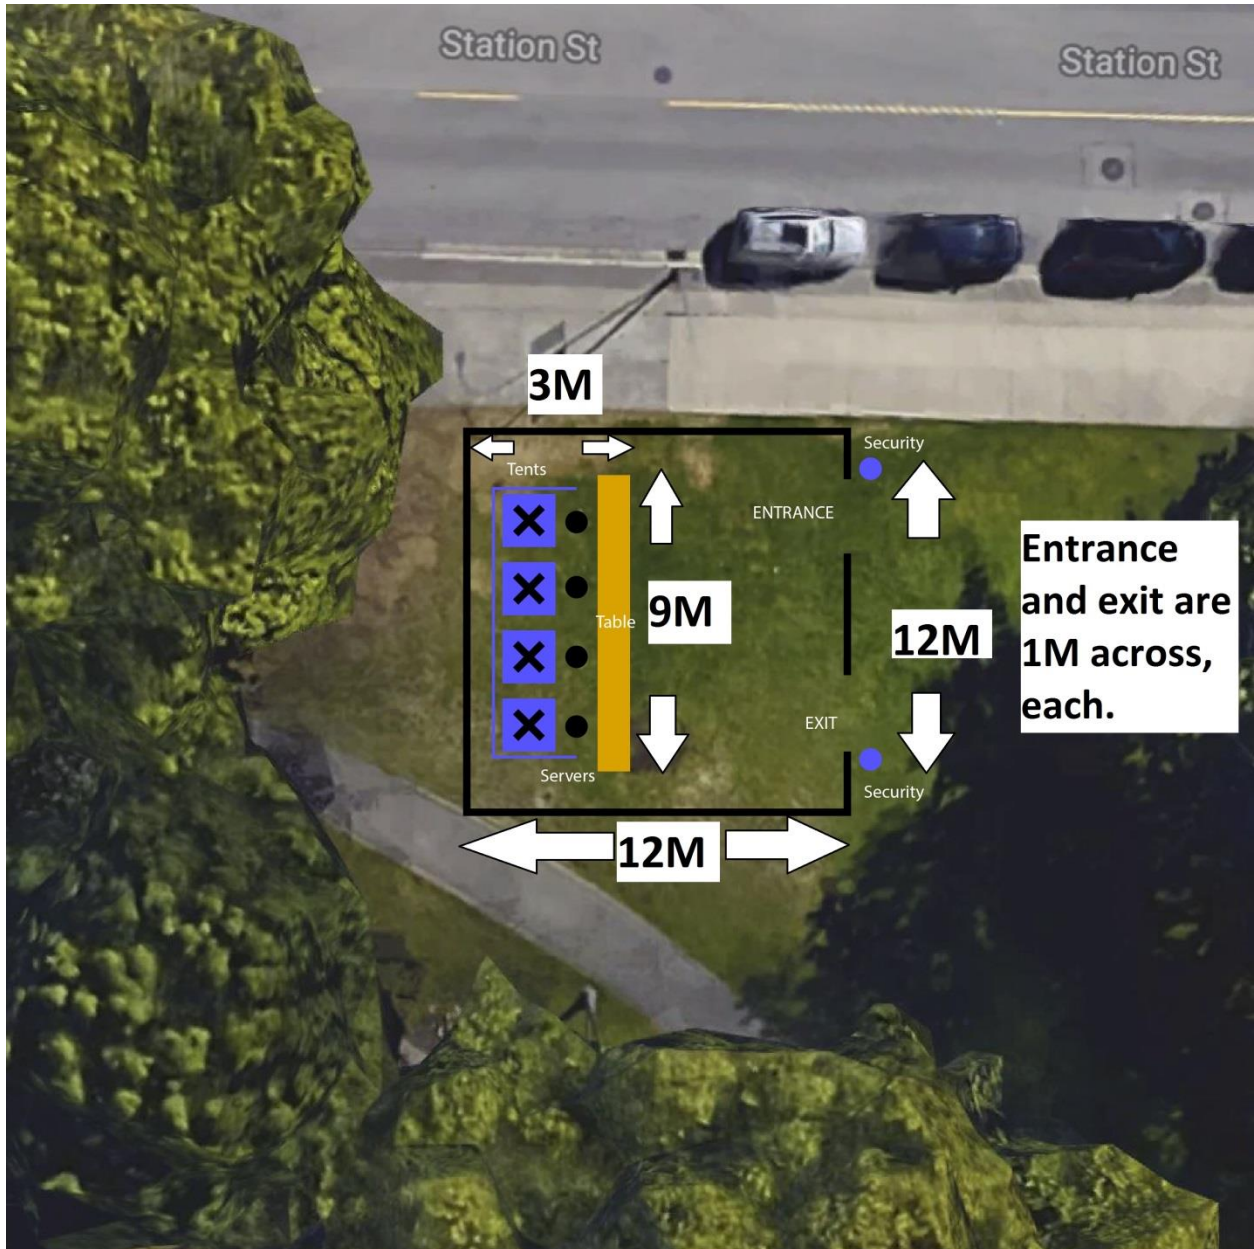 Station St
Station St
3M
Security
Tents
ENTRANCE
Entrance
and exit are
1M across,
each.
9M
Table
12M
EXIT
Servers
Security
12M